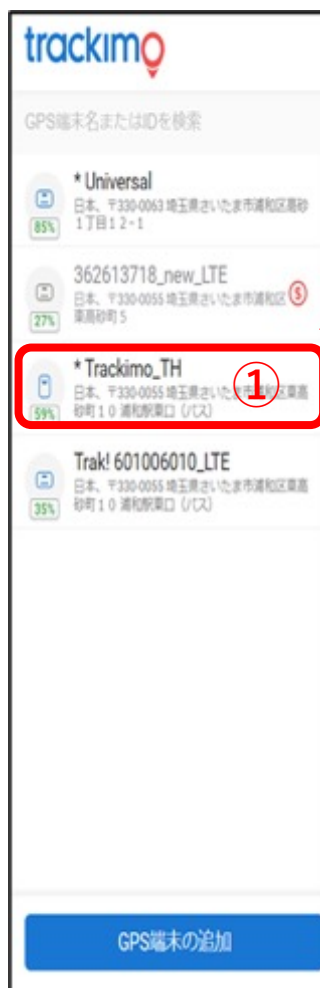 trackimo
GPS端末名またはIDを検索
* Universal
日本、〒330-0063 埼玉県さいたま市浦和区高砂
1丁目12-1
85%
362613718_new_LTE
日本、〒330-0055 埼玉県さいたま市浦和区
東高砂町5
$
27%
* Trackimo_TH
①
日本、〒330-0055 埼玉県さいたま市浦和区東高
砂町10 浦和駅東口 (バス)
59%
Trak! 601006010_LTE
日本、〒330-0055 埼玉県さいたま市浦和区東高
砂町10 浦和駅東口 (バス)
35%
GPS端末の追加